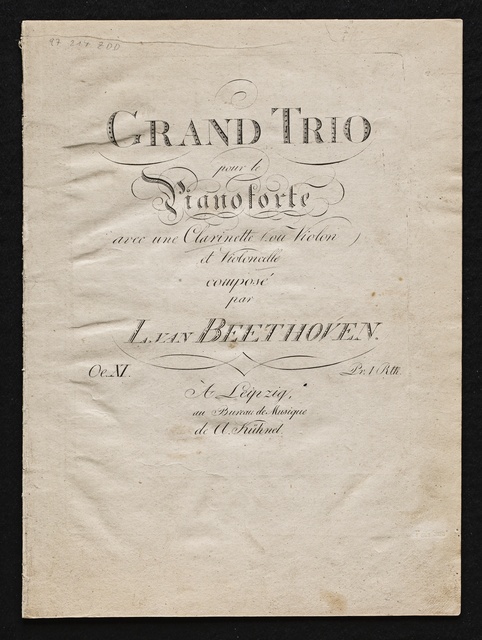 GRAND TRIO
pour le
Pianoforte
avec une Clarinette (ou Violon)
et Violoncelle
composé
par
L. VAN BEETHOVEN.
Oe. XI. Pr. 1 Rth.
À Leipzig,
au Bureau de Musique
de A. Kühnel.